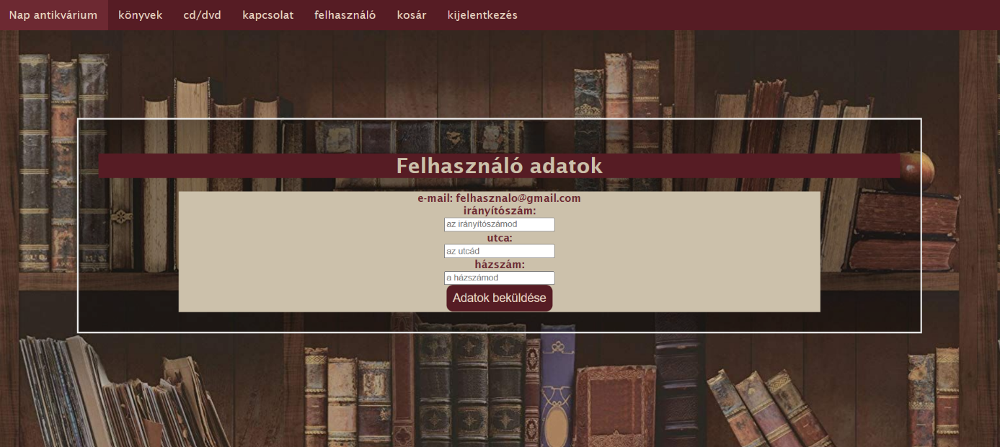 Nap antikvárium könyvek cd/dvd kapcsolat felhasználó kosár kijelentkezés
Felhasználó adatok
e-mail: felhasznalo@gmail.com
irányítószám:
az irányítószámod
utca:
az utcád
házszám:
a házszámod
Adatok beküldése